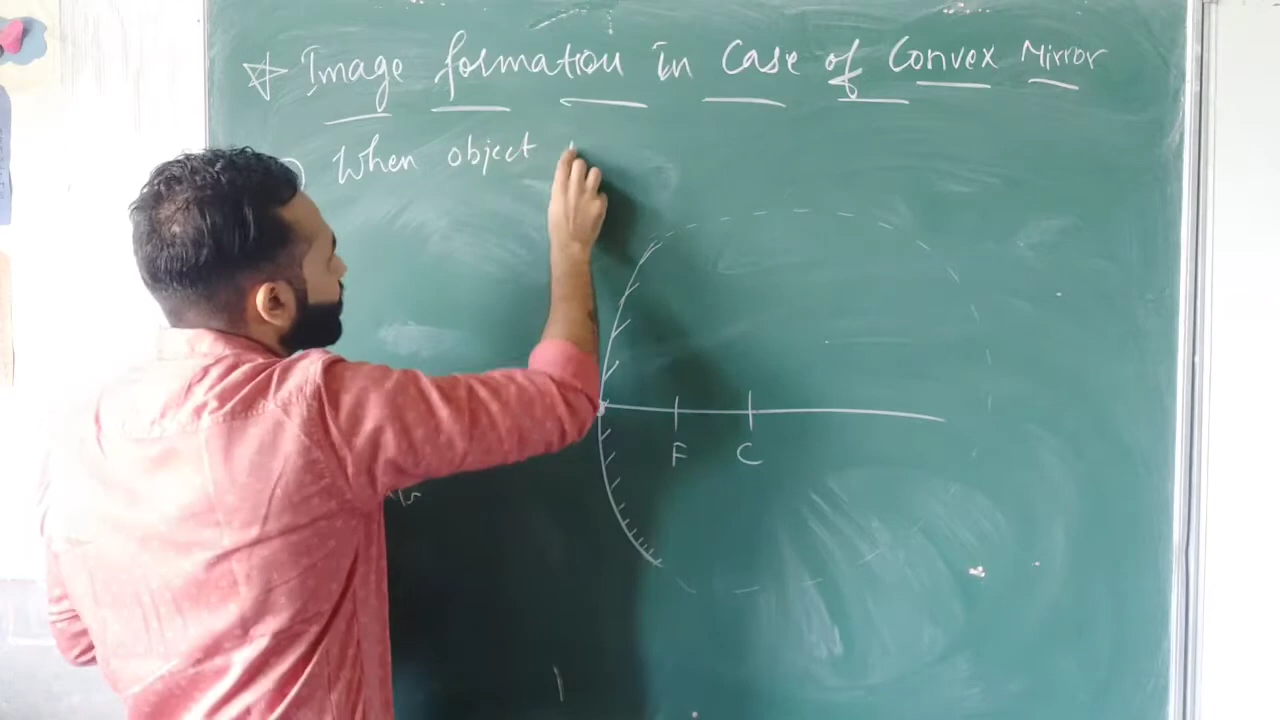 ☆ Image formation in Case of Convex Mirror
When object
F C